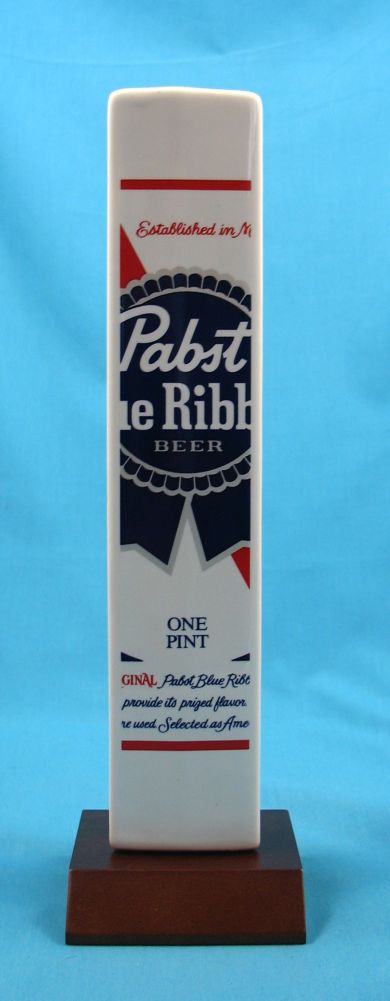 Established in M
Pabst
ue Ribb
BEER
ONE
PINT
GINAL Pabst Blue Ribb
provide its prized flavor.
re used Selected as Ame